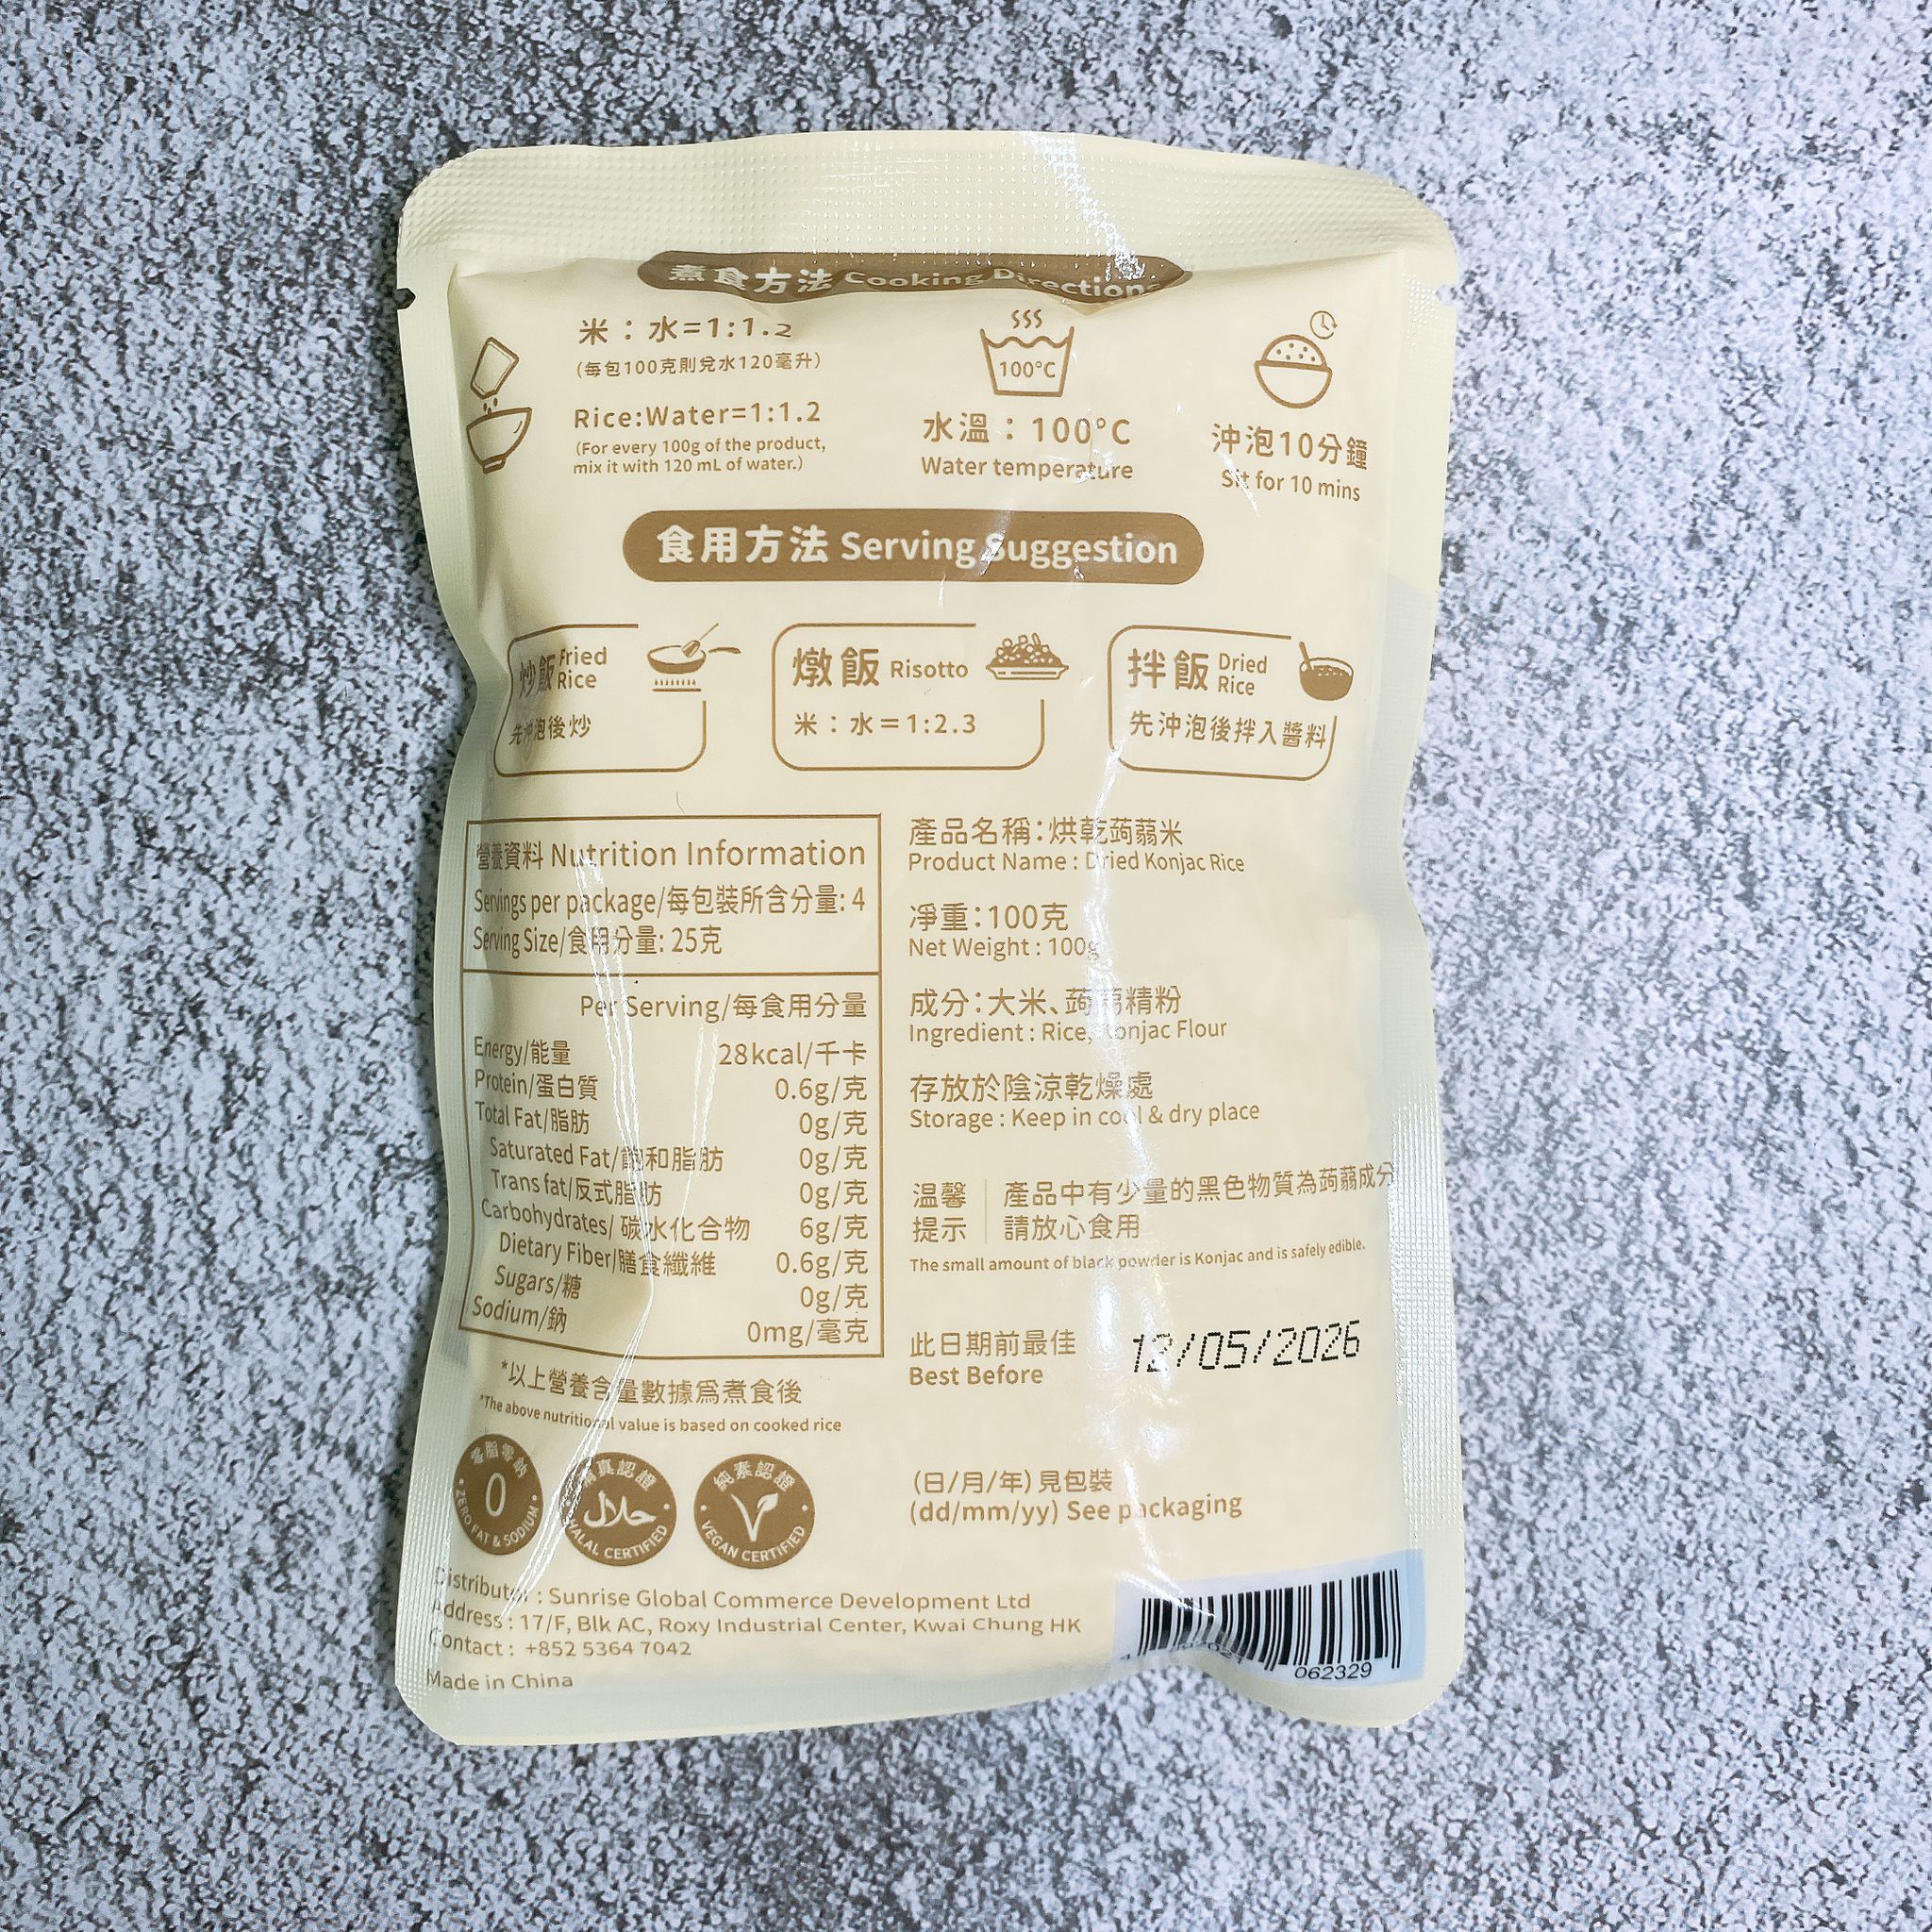 煮食方法 Cooking Directions
米：水=1:1.2
(每包100克則兌水120毫升)
Rice:Water=1:1.2
(For every 100g of the product,
mix it with 120 mL of water.)
100°C
水溫：100°C
Water temperature
沖泡10分鐘
Sit for 10 mins
食用方法 Serving Suggestion
炒飯 Fried Rice
先沖泡後炒
燉飯 Risotto
米：水=1:2.3
拌飯 Dried Rice
先沖泡後拌入醬料
營養資料 Nutrition Information
Servings per package/每包裝所含分量: 4
Serving Size/食用分量: 25克
Per Serving/每食用分量
Energy/能量 28kcal/千卡
Protein/蛋白質 0.6g/克
Total Fat/脂肪 0g/克
Saturated Fat/飽和脂肪 0g/克
Trans fat/反式脂肪 0g/克
Carbohydrates/ 碳水化合物 6g/克
Dietary Fiber/膳食纖維 0.6g/克
Sugars/糖 0g/克
Sodium/鈉 0mg/毫克
*以上營養含量數據爲煮食後
*The above nutritional value is based on cooked rice
產品名稱：烘乾蒟蒻米
Product Name : Dried Konjac Rice
凈重：100克
Net Weight : 100g
成分：大米、蒟蒻精粉
Ingredient : Rice, Konjac Flour
存放於陰涼乾燥處
Storage : Keep in cool & dry place
溫馨提示
產品中有少量的黑色物質為蒟蒻成分
請放心食用
The small amount of black powder is Konjac and is safely edible.
此日期前最佳
Best Before
12/05/2026
(日/月/年) 見包裝
(dd/mm/yy) See packaging
零脂零鈉
0
ZERO FAT & SODIUM
清真認證
حلال
HALAL CERTIFIED
純素認證
VEGAN CERTIFIED
Distributor : Sunrise Global Commerce Development Ltd
Address : 17/F, Blk AC, Roxy Industrial Center, Kwai Chung HK
Contact : +852 5364 7042
Made in China
062329